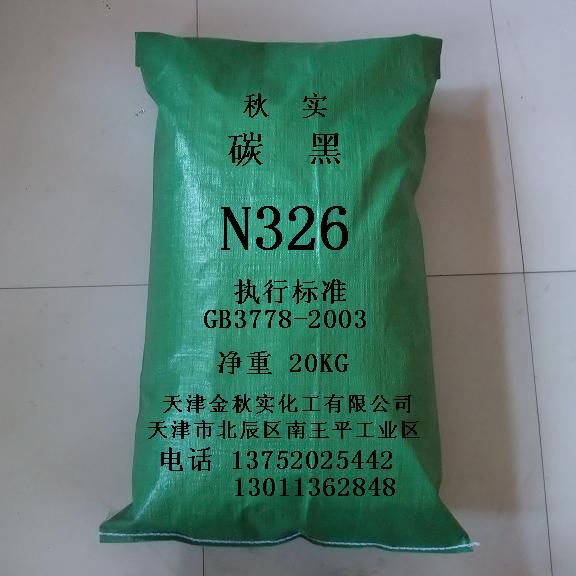 秋 实
碳 黑
N326
执行标准
GB3778-2003
净重 20KG
天津金秋实化工有限公司
天津市北辰区南王平工业区
电话 13752025442
13011362848